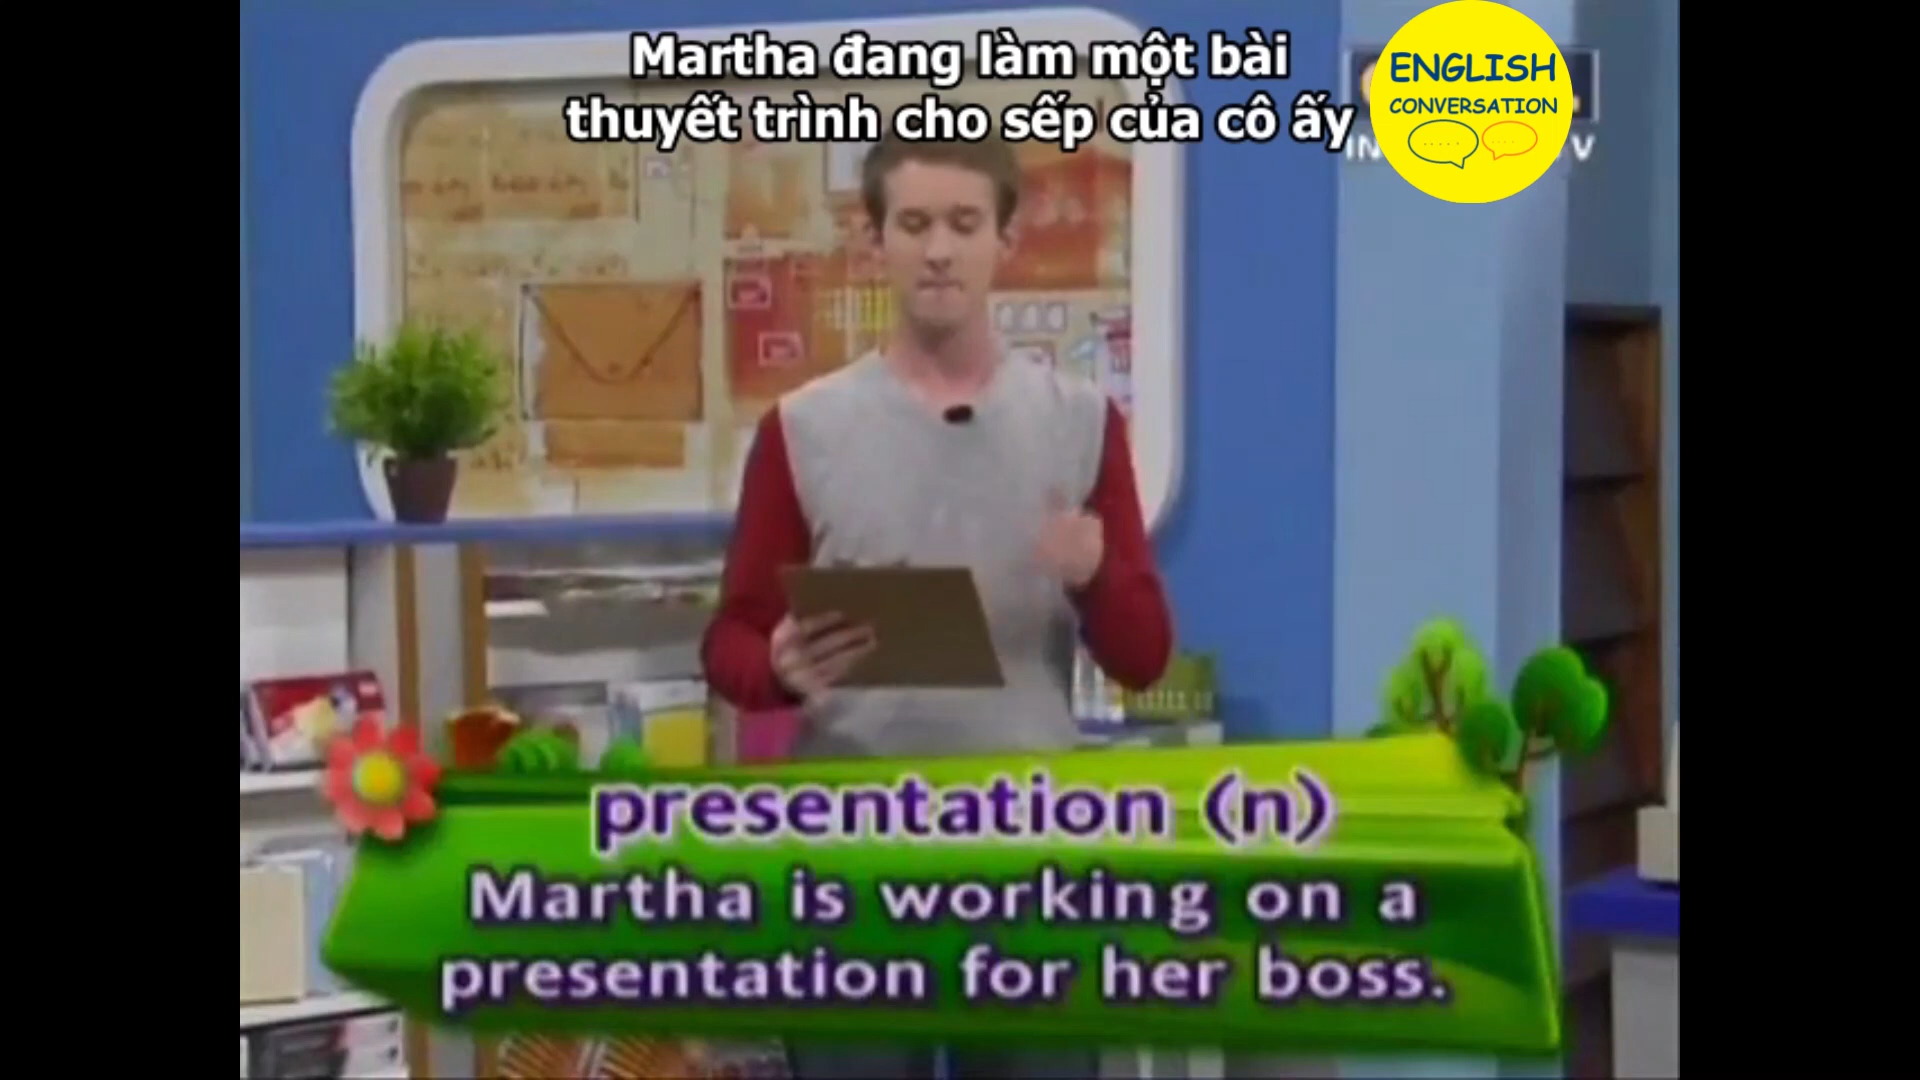 Martha đang làm một bài
thuyết trình cho sếp của cô ấy
ENGLISH
CONVERSATION
IN
V
presentation (n)
Martha is working on a
presentation for her boss.